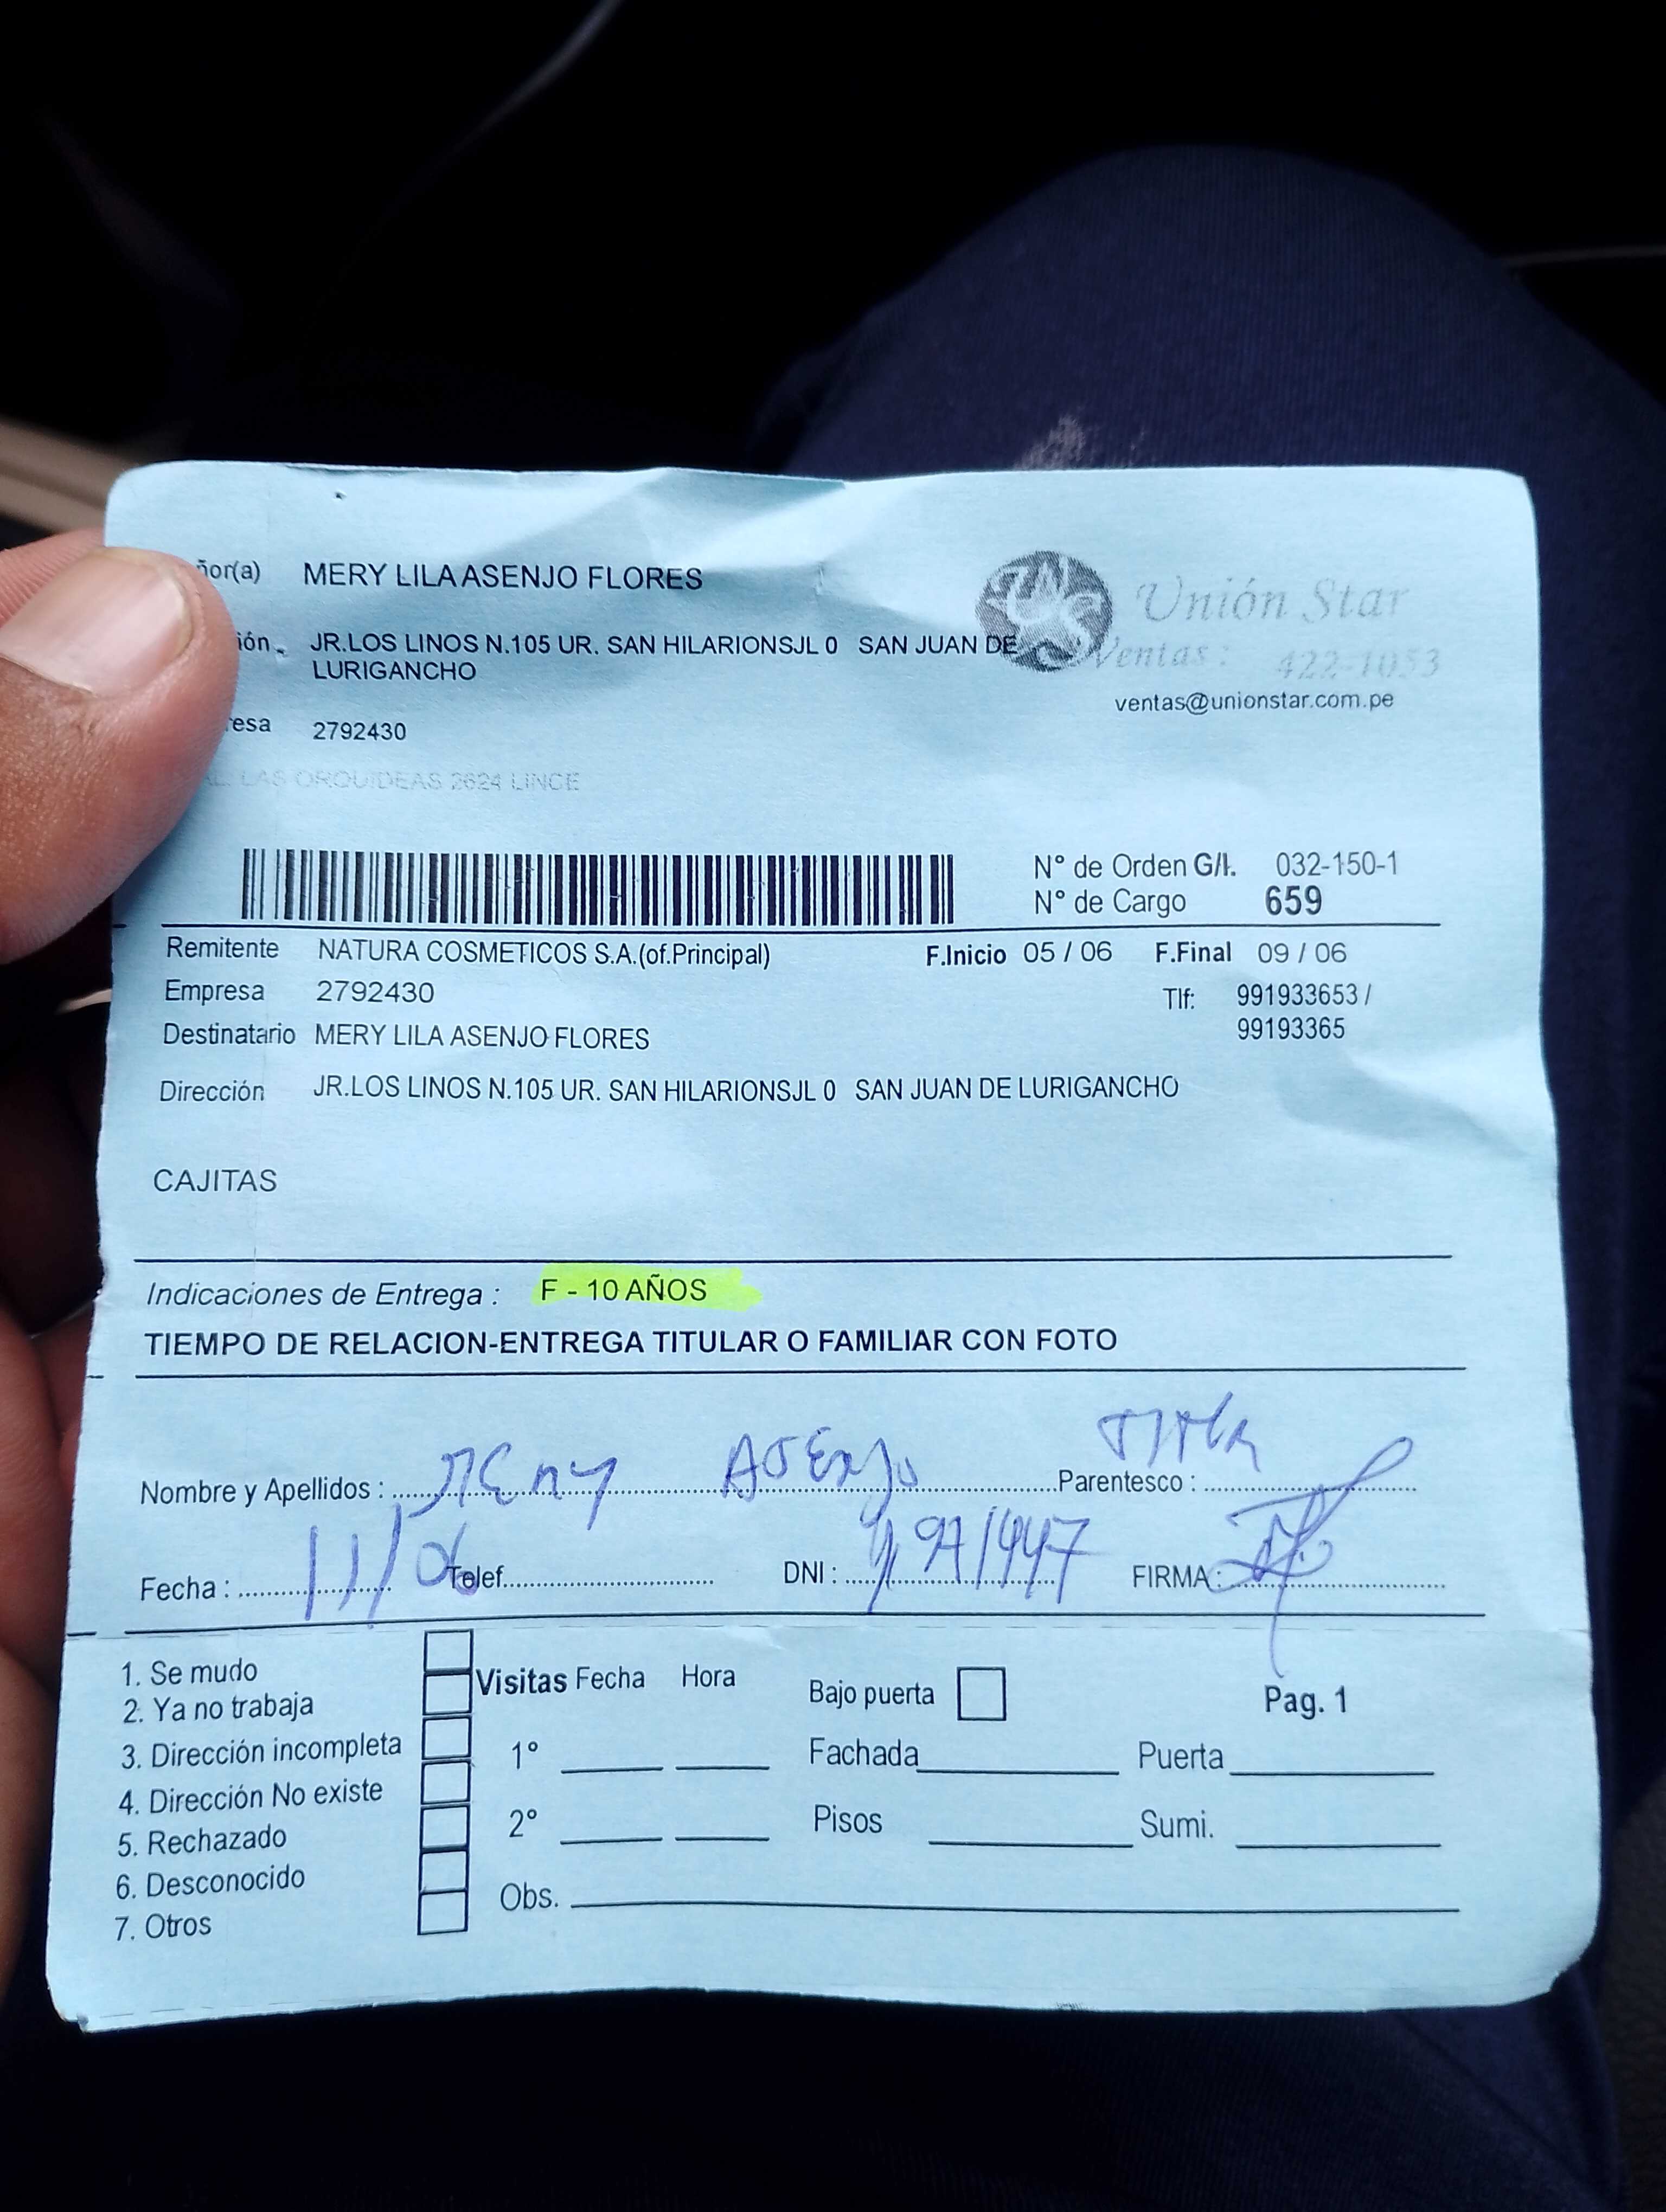 ñor(a) MERY LILA ASENJO FLORES
Unión Star
ión. JR.LOS LINOS N.105 UR. SAN HILARIONSJL 0 SAN JUAN DE
LURIGANCHO
Ventas: 422-1053
ventas@unionstar.com.pe
resa 2792430
AL. LAS ORQUIDEAS 2624 LINCE
N° de Orden G/I. 032-150-1
N° de Cargo 659
Remitente NATURA COSMETICOS S.A.(of.Principal) F.Inicio 05 / 06 F.Final 09 / 06
Empresa 2792430 Tlf: 991933653 /
99193365
Destinatario MERY LILA ASENJO FLORES
Dirección JR.LOS LINOS N.105 UR. SAN HILARIONSJL 0 SAN JUAN DE LURIGANCHO
CAJITAS
Indicaciones de Entrega : F - 10 AÑOS
TIEMPO DE RELACION-ENTREGA TITULAR O FAMILIAR CON FOTO
Nombre y Apellidos : Mery Asenjo Parentesco :
Fecha : 11/06 Telef. DNI : FIRMA :
1. Se mudo
2. Ya no trabaja
3. Dirección incompleta
4. Dirección No existe
5. Rechazado
6. Desconocido
7. Otros
Visitas Fecha Hora
1°
2°
Obs.
Bajo puerta Pag. 1
Fachada Puerta
Pisos Sumi.